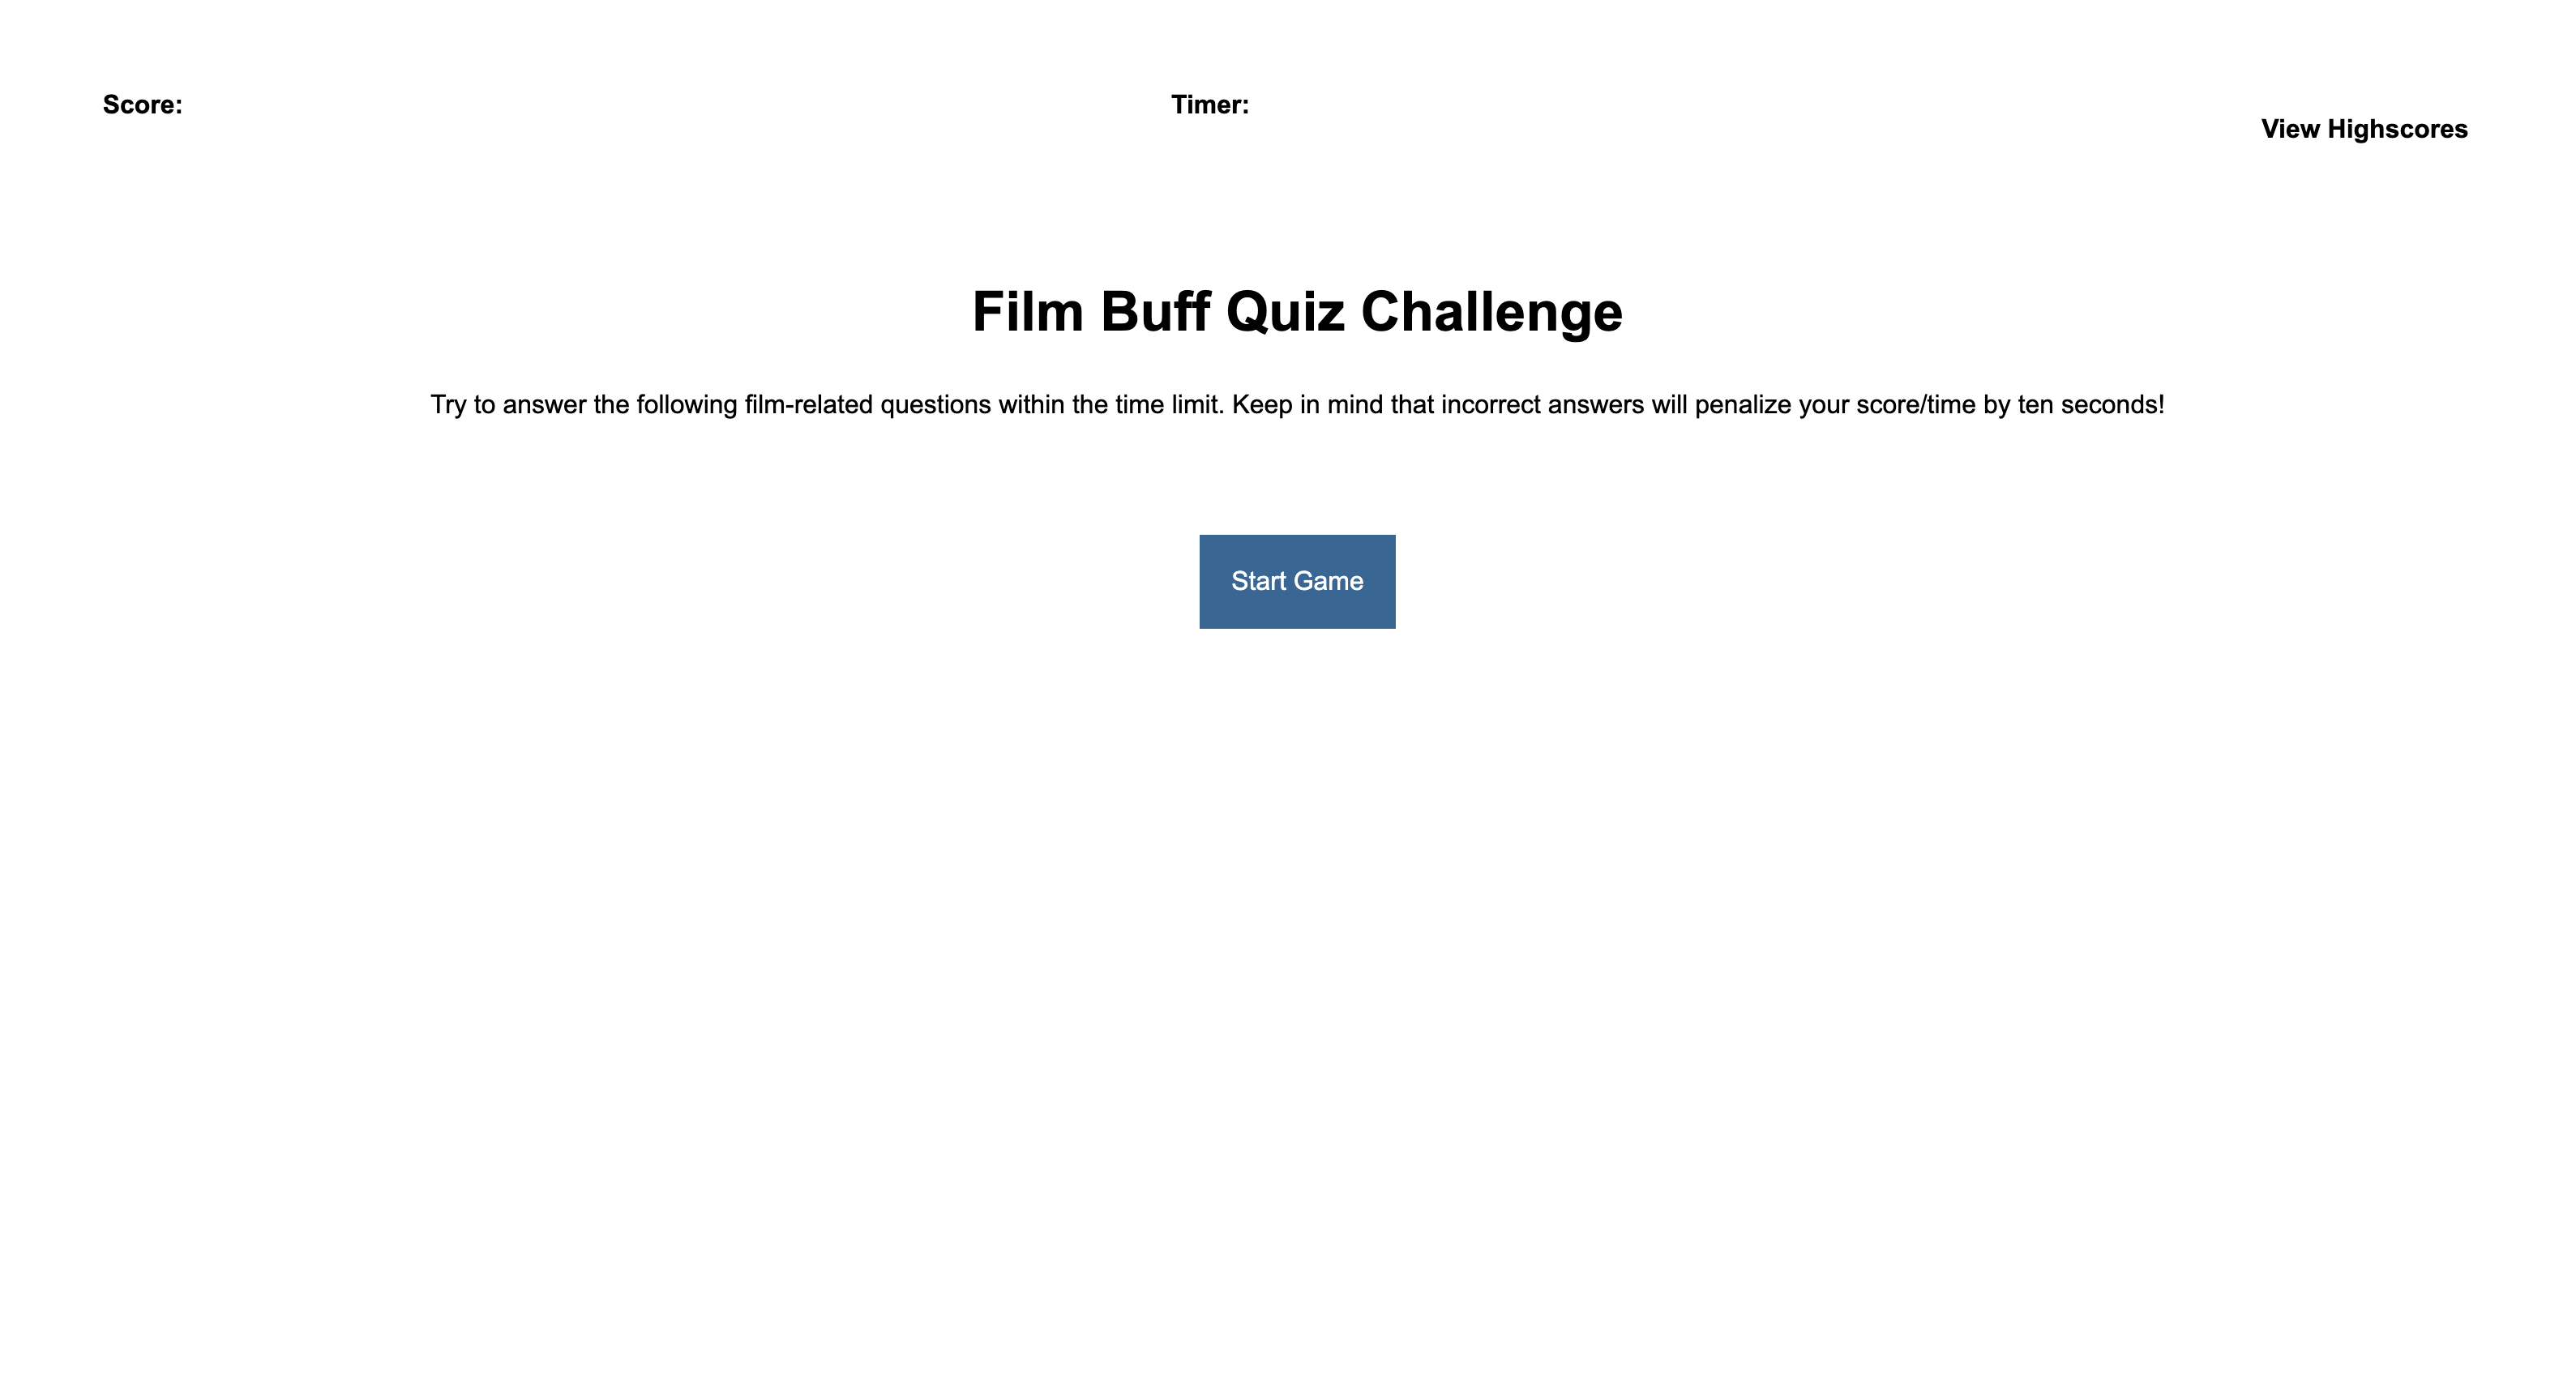 Score:
Timer:
View Highscores
Film Buff Quiz Challenge
Try to answer the following film-related questions within the time limit. Keep in mind that incorrect answers will penalize your score/time by ten seconds!
Start Game